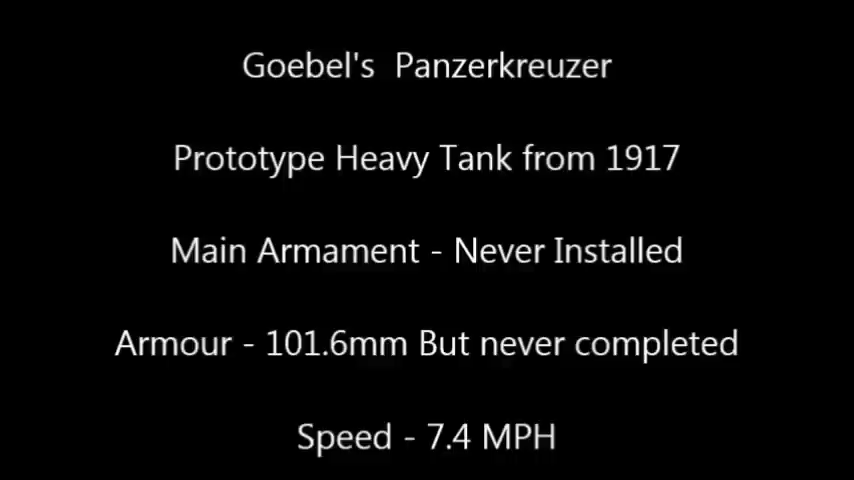 Goebel's Panzerkreuzer
Prototype Heavy Tank from 1917
Main Armament - Never Installed
Armour - 101.6mm But never completed
Speed - 7.4 MPH